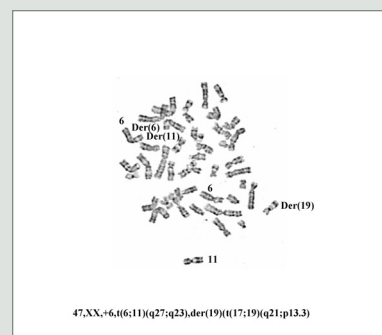 6
Der(6)
Der(11)
6
Der(19)
11
47,XX,+6,t(6;11)(q27;q23),der(19)(t(17;19)(q21;p13.3)